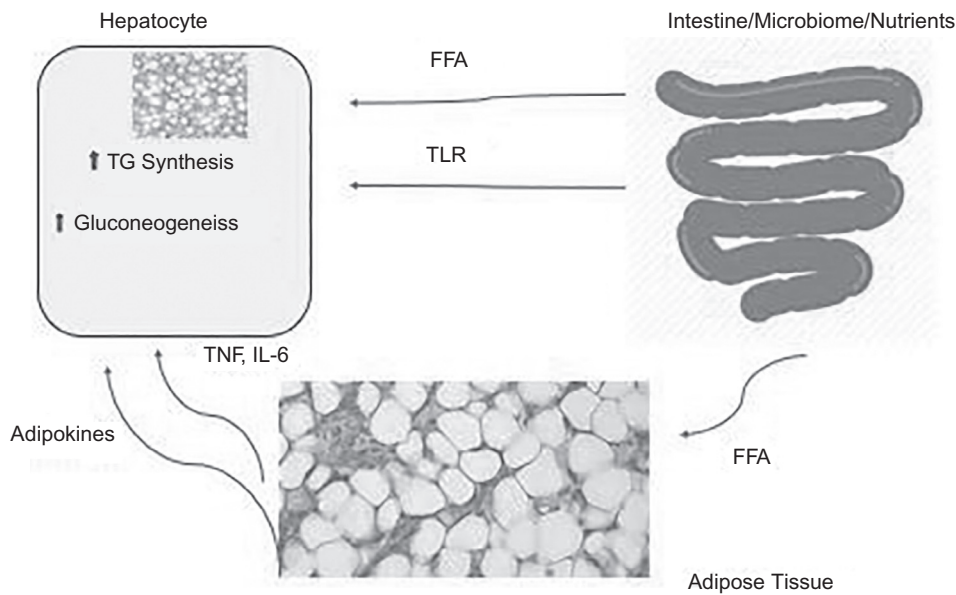 Hepatocyte
Intestine/Microbiome/Nutrients
FFA
TLR
TG Synthesis
Gluconeogeneiss
TNF, IL-6
Adipokines
FFA
Adipose Tissue